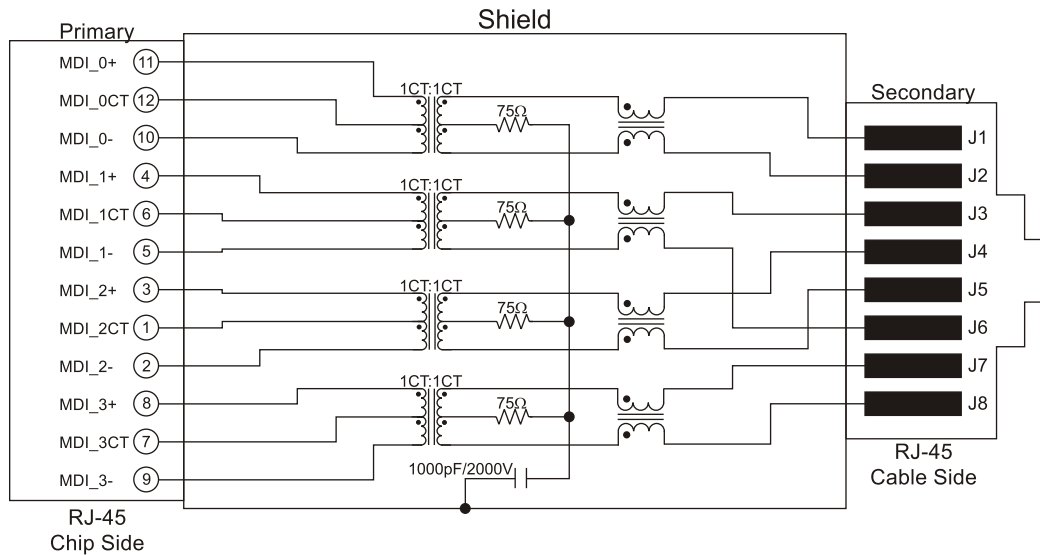 Shield
Primary
MDI_0+ 11
MDI_0CT 12
MDI_0- 10
MDI_1+ 4
MDI_1CT 6
MDI_1- 5
MDI_2+ 3
MDI_2CT 1
MDI_2- 2
MDI_3+ 8
MDI_3CT 7
MDI_3- 9
RJ-45
Chip Side
1CT:1CT
75Ω
1CT:1CT
75Ω
1CT:1CT
75Ω
1CT:1CT
75Ω
1000pF/2000V
Secondary
J1
J2
J3
J4
J5
J6
J7
J8
RJ-45
Cable Side